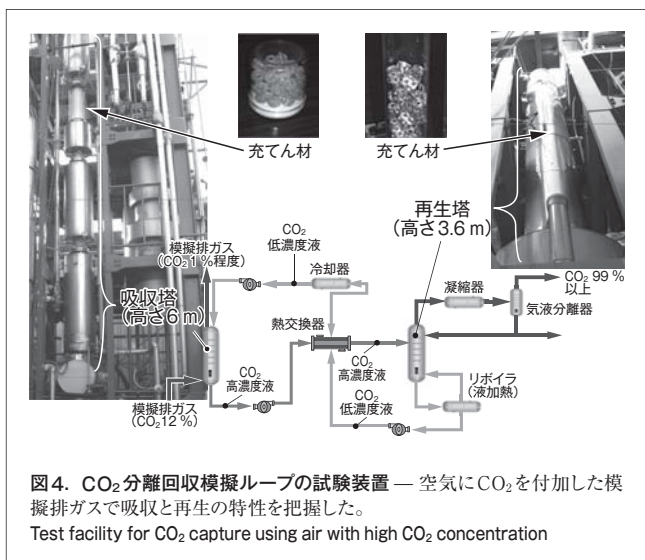 充てん材
充てん材
再生塔
(高さ3.6 m)
CO₂
低濃度液
模擬排ガス
(CO₂1 %程度)
冷却器
凝縮器
CO₂ 99 %
以上
気液分離器
吸収塔
(高さ6 m)
熱交換器
CO₂
高濃度液
CO₂
高濃度液
リボイラ
(液加熱)
模擬排ガス
(CO₂12 %)
CO₂
低濃度液
図4. CO₂分離回収模擬ループの試験装置 — 空気にCO₂を付加した模
擬排ガスで吸収と再生の特性を把握した。
Test facility for CO₂ capture using air with high CO₂ concentration